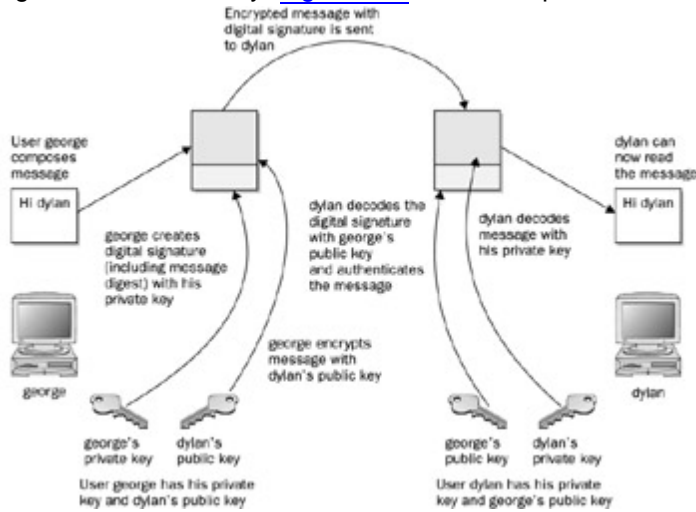 Encrypted message with
digital signature is sent
to dylan
User george
composes
message
Hi dylan
george creates
digital signature
(including message
digest) with his
private key
george encrypts
message with
dylan's public key
george
george's
private key
dylan's
public key
User george has his private
key and dylan's public key
dylan decodes the
digital signature
with george's
public key
and authenticates
the message
dylan decodes
message with
his private key
dylan can
now read
the message
Hi dylan
dylan
george's
public key
dylan's
private key
User dylan has his private
key and george's public key